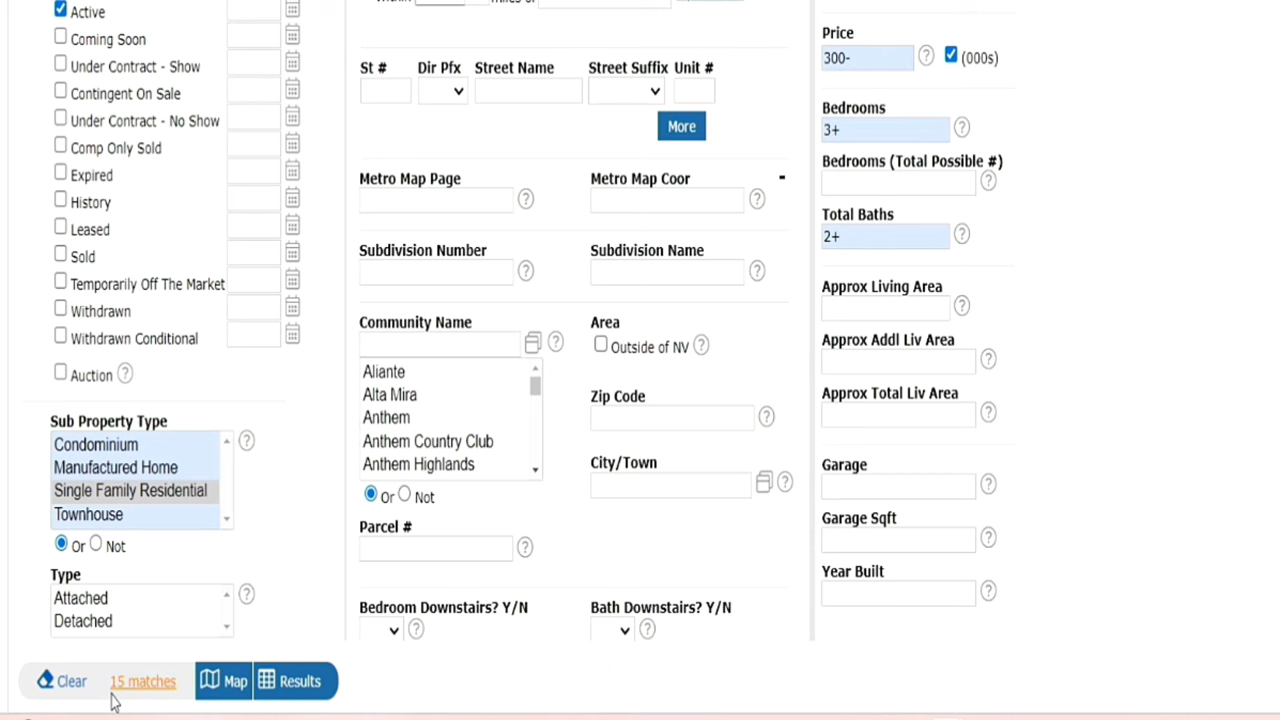 Active
Coming Soon
Under Contract - Show
Contingent On Sale
Under Contract - No Show
Comp Only Sold
Expired
History
Leased
Sold
Temporarily Off The Market
Withdrawn
Withdrawn Conditional
Auction ?
Sub Property Type
Condominium ?
Manufactured Home
Single Family Residential
Townhouse
Or Not
Type
Attached ?
Detached
St # Dir Pfx Street Name Street Suffix Unit #
More
Metro Map Page Metro Map Coor -
? ?
Subdivision Number Subdivision Name
? ?
Community Name Area
? Outside of NV ?
Aliante
Alta Mira
Anthem
Anthem Country Club
Anthem Highlands
Or Not
Zip Code
?
City/Town
?
Parcel #
?
Bedroom Downstairs? Y/N Bath Downstairs? Y/N
? ?
Price
300- ? (000s)
Bedrooms
3+ ?
Bedrooms (Total Possible #)
?
Total Baths
2+ ?
Approx Living Area
?
Approx Addl Liv Area
?
Approx Total Liv Area
?
Garage
?
Garage Sqft
?
Year Built
?
Clear 15 matches Map Results